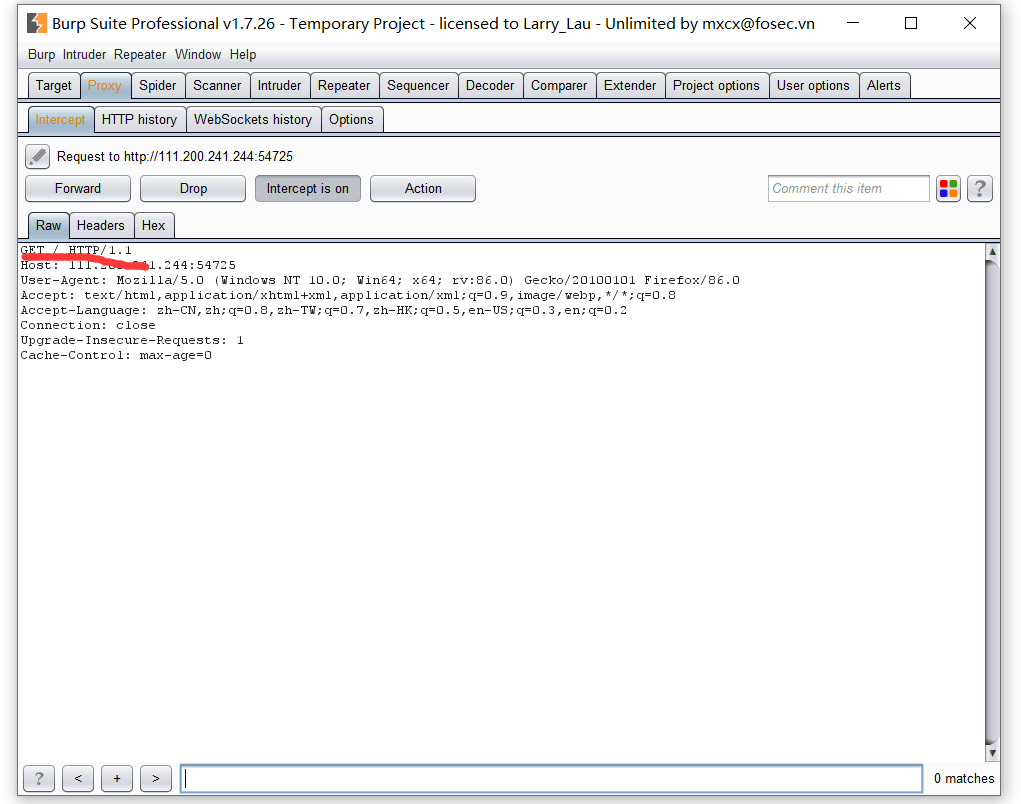 Burp Suite Professional v1.7.26 - Temporary Project - licensed to Larry_Lau - Unlimited by mxcx@fosec.vn
Burp Intruder Repeater Window Help
Target Proxy Spider Scanner Intruder Repeater Sequencer Decoder Comparer Extender Project options User options Alerts
Intercept HTTP history WebSockets history Options
Request to http://111.200.241.244:54725
Forward Drop Intercept is on Action Comment this item ?
Raw Headers Hex
GET / HTTP/1.1
Host: 111.200.241.244:54725
User-Agent: Mozilla/5.0 (Windows NT 10.0; Win64; x64; rv:86.0) Gecko/20100101 Firefox/86.0
Accept: text/html,application/xhtml+xml,application/xml;q=0.9,image/webp,*/*;q=0.8
Accept-Language: zh-CN,zh;q=0.8,zh-TW;q=0.7,zh-HK;q=0.5,en-US;q=0.3,en;q=0.2
Connection: close
Upgrade-Insecure-Requests: 1
Cache-Control: max-age=0
? < + > 0 matches